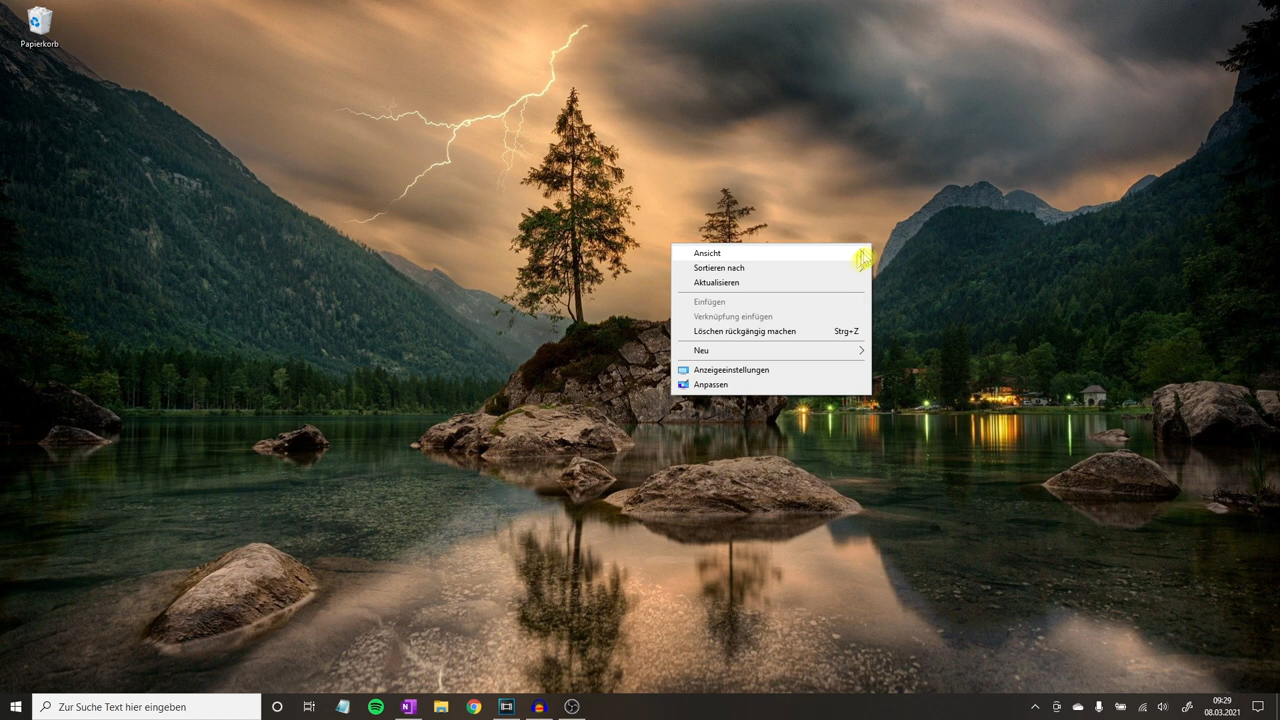 Papierkorb
Ansicht
Sortieren nach
Aktualisieren
Einfügen
Verknüpfung einfügen
Löschen rückgängig machen Strg+Z
Neu
Anzeigeeinstellungen
Anpassen
Zur Suche Text hier eingeben
09:29
08.03.2021